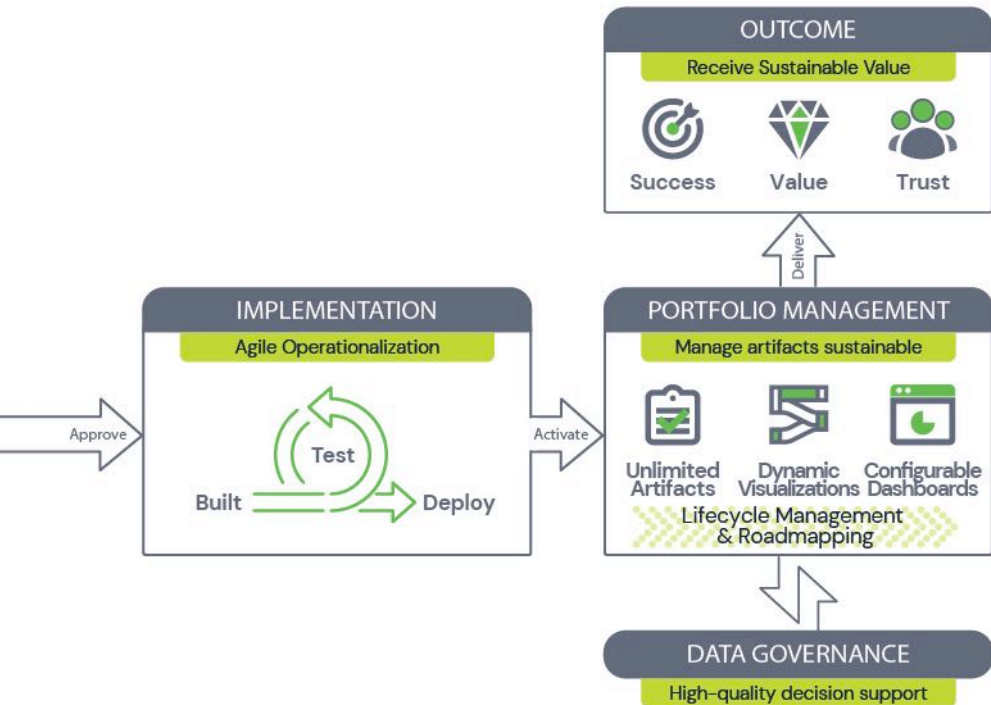 OUTCOME
Receive Sustainable Value
Success
Value
Trust
Deliver
IMPLEMENTATION
Agile Operationalization
Approve
Test
Built
Deploy
Activate
PORTFOLIO MANAGEMENT
Manage artifacts sustainable
Unlimited
Artifacts
Dynamic
Visualizations
Configurable
Dashboards
Lifecycle Management
& Roadmapping
DATA GOVERNANCE
High-quality decision support